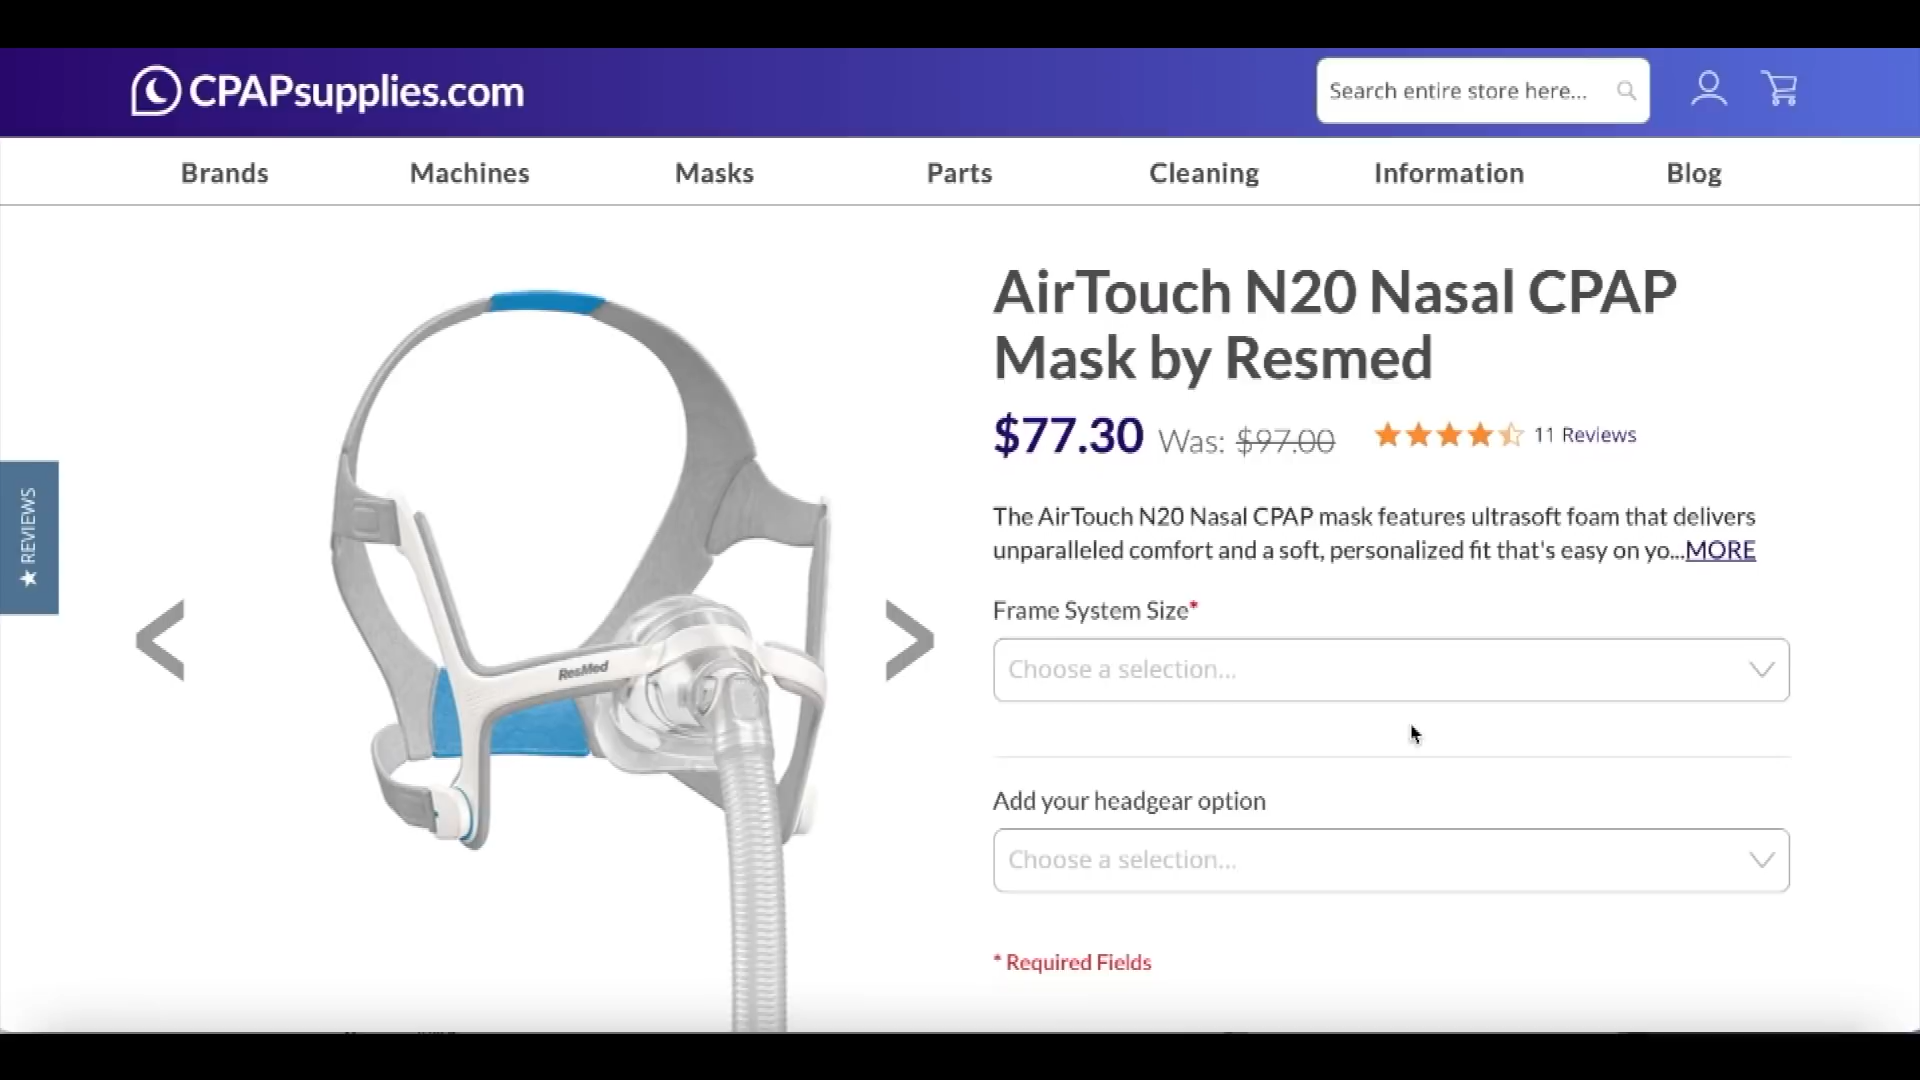 CPAPsupplies.com
Search entire store here...
Brands Machines Masks Parts Cleaning Information Blog
AirTouch N20 Nasal CPAP
Mask by Resmed
$77.30 Was: $97.00 11 Reviews
The AirTouch N20 Nasal CPAP mask features ultrasoft foam that delivers
unparalleled comfort and a soft, personalized fit that's easy on yo...MORE
Frame System Size*
Choose a selection...
Add your headgear option
Choose a selection...
* Required Fields
★ REVIEWS
ResMed